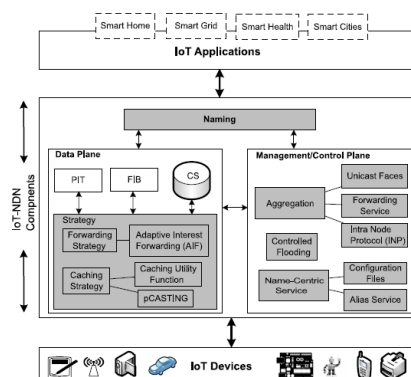 Smart Home
Smart Grid
Smart Health
Smart Cities
IoT Applications
IoT-NDN
Components
Naming
Data Plane
PIT
FIB
CS
Strategy
Forwarding
Strategy
Adaptive Interest
Forwarding (AIF)
Caching
Strategy
Caching Utility
Function
pCASTING
Management/Control Plane
Aggregation
Unicast Faces
Forwarding
Service
Intra Node
Protocol (INP)
Controlled
Flooding
Name-Centric
Service
Configuration
Files
Alias Service
IoT Devices